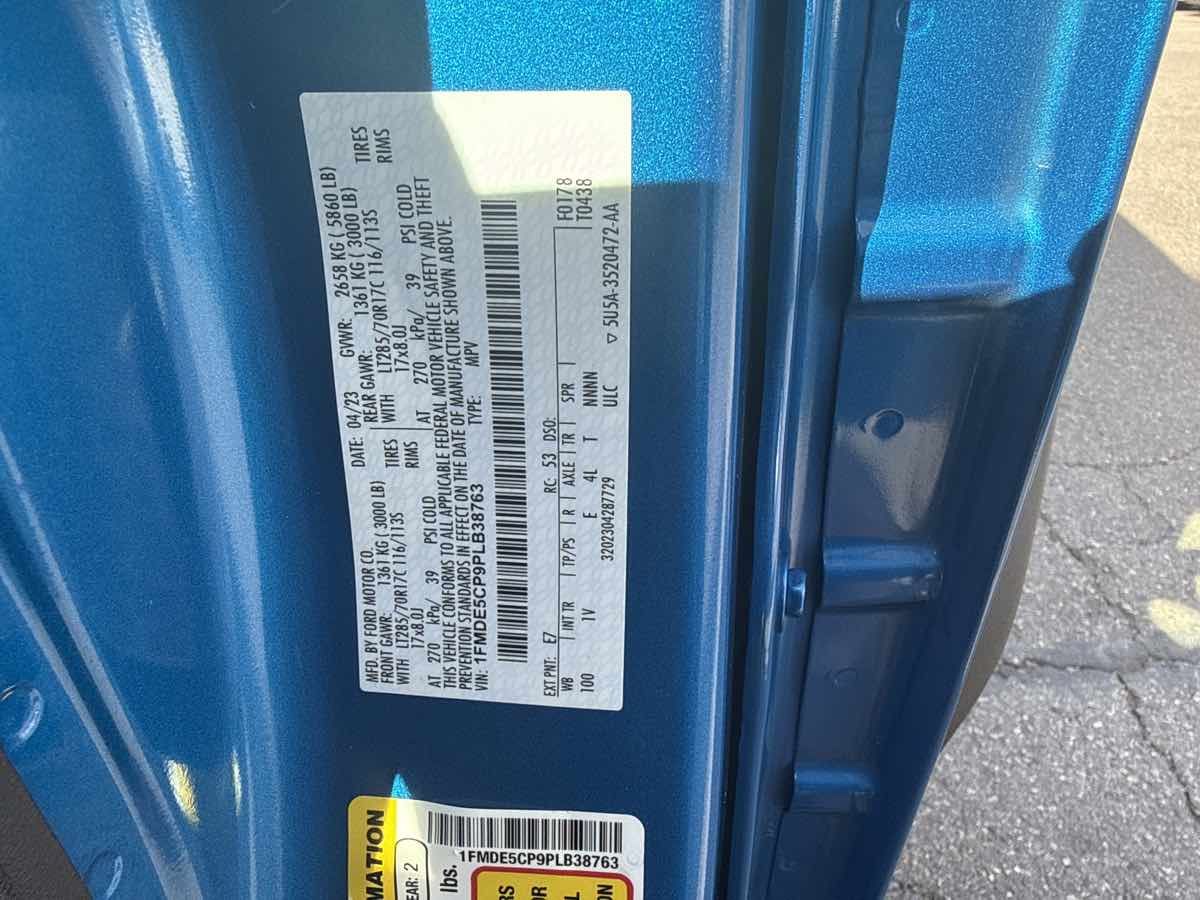 MFD. BY FORD MOTOR CO.
DATE: 04/23 GVWR: 2658 KG ( 5860 LB)
FRONT GAWR: 1361 KG ( 3000 LB) REAR GAWR: 1361 KG ( 3000 LB)
WITH LT285/70R17C 116/113S TIRES WITH LT285/70R17C 116/113S TIRES
17x8.0J RIMS 17x8.0J RIMS
AT 270 kPa/ 39 PSI COLD AT 270 kPa/ 39 PSI COLD
THIS VEHICLE CONFORMS TO ALL APPLICABLE FEDERAL MOTOR VEHICLE SAFETY AND THEFT
PREVENTION STANDARDS IN EFFECT ON THE DATE OF MANUFACTURE SHOWN ABOVE.
VIN: 1FMDE5CP9PLB38763 TYPE: MPV
EXT PNT: E7 RC: 53 DSO: F0178
WB INT TR TP/PS R AXLE TR SPR T0438
100 1V E 4L T NNNN
3202304287729 ULC ▽ 5U5A-3520472-AA
1FMDE5CP9PLB38763
MATION
EAR: 2
lbs.